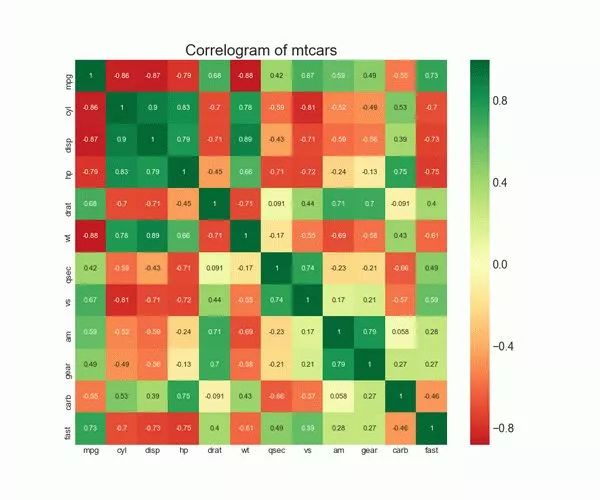 Correlogram of mtcars
mpg 1 -0.86 -0.87 -0.79 0.68 -0.88 0.42 0.67 0.59 0.49 -0.55 0.73
cyl -0.86 1 0.9 0.83 -0.7 0.78 -0.59 -0.81 -0.52 -0.49 0.53 -0.7
disp -0.87 0.9 1 0.79 -0.71 0.89 -0.43 -0.71 -0.59 -0.56 0.39 -0.73
hp -0.79 0.83 0.79 1 -0.45 0.66 -0.71 -0.72 -0.24 -0.13 0.75 -0.75
drat 0.68 -0.7 -0.71 -0.45 1 -0.71 0.091 0.44 0.71 0.7 -0.091 0.4
wt -0.88 0.78 0.89 0.66 -0.71 1 -0.17 -0.55 -0.69 -0.58 0.43 -0.61
qsec 0.42 -0.59 -0.43 -0.71 0.091 -0.17 1 0.74 -0.23 -0.21 -0.66 0.49
vs 0.67 -0.81 -0.71 -0.72 0.44 -0.55 0.74 1 0.17 0.21 -0.57 0.59
am 0.59 -0.52 -0.59 -0.24 0.71 -0.69 -0.23 0.17 1 0.79 0.058 0.28
gear 0.49 -0.49 -0.56 -0.13 0.7 -0.58 -0.21 0.21 0.79 1 0.27 0.27
carb -0.55 0.53 0.39 0.75 -0.091 0.43 -0.66 -0.57 0.058 0.27 1 -0.46
fast 0.73 -0.7 -0.73 -0.75 0.4 -0.61 0.49 0.59 0.28 0.27 -0.46 1
mpg cyl disp hp drat wt qsec vs am gear carb fast
0.8
0.4
0.0
−0.4
−0.8